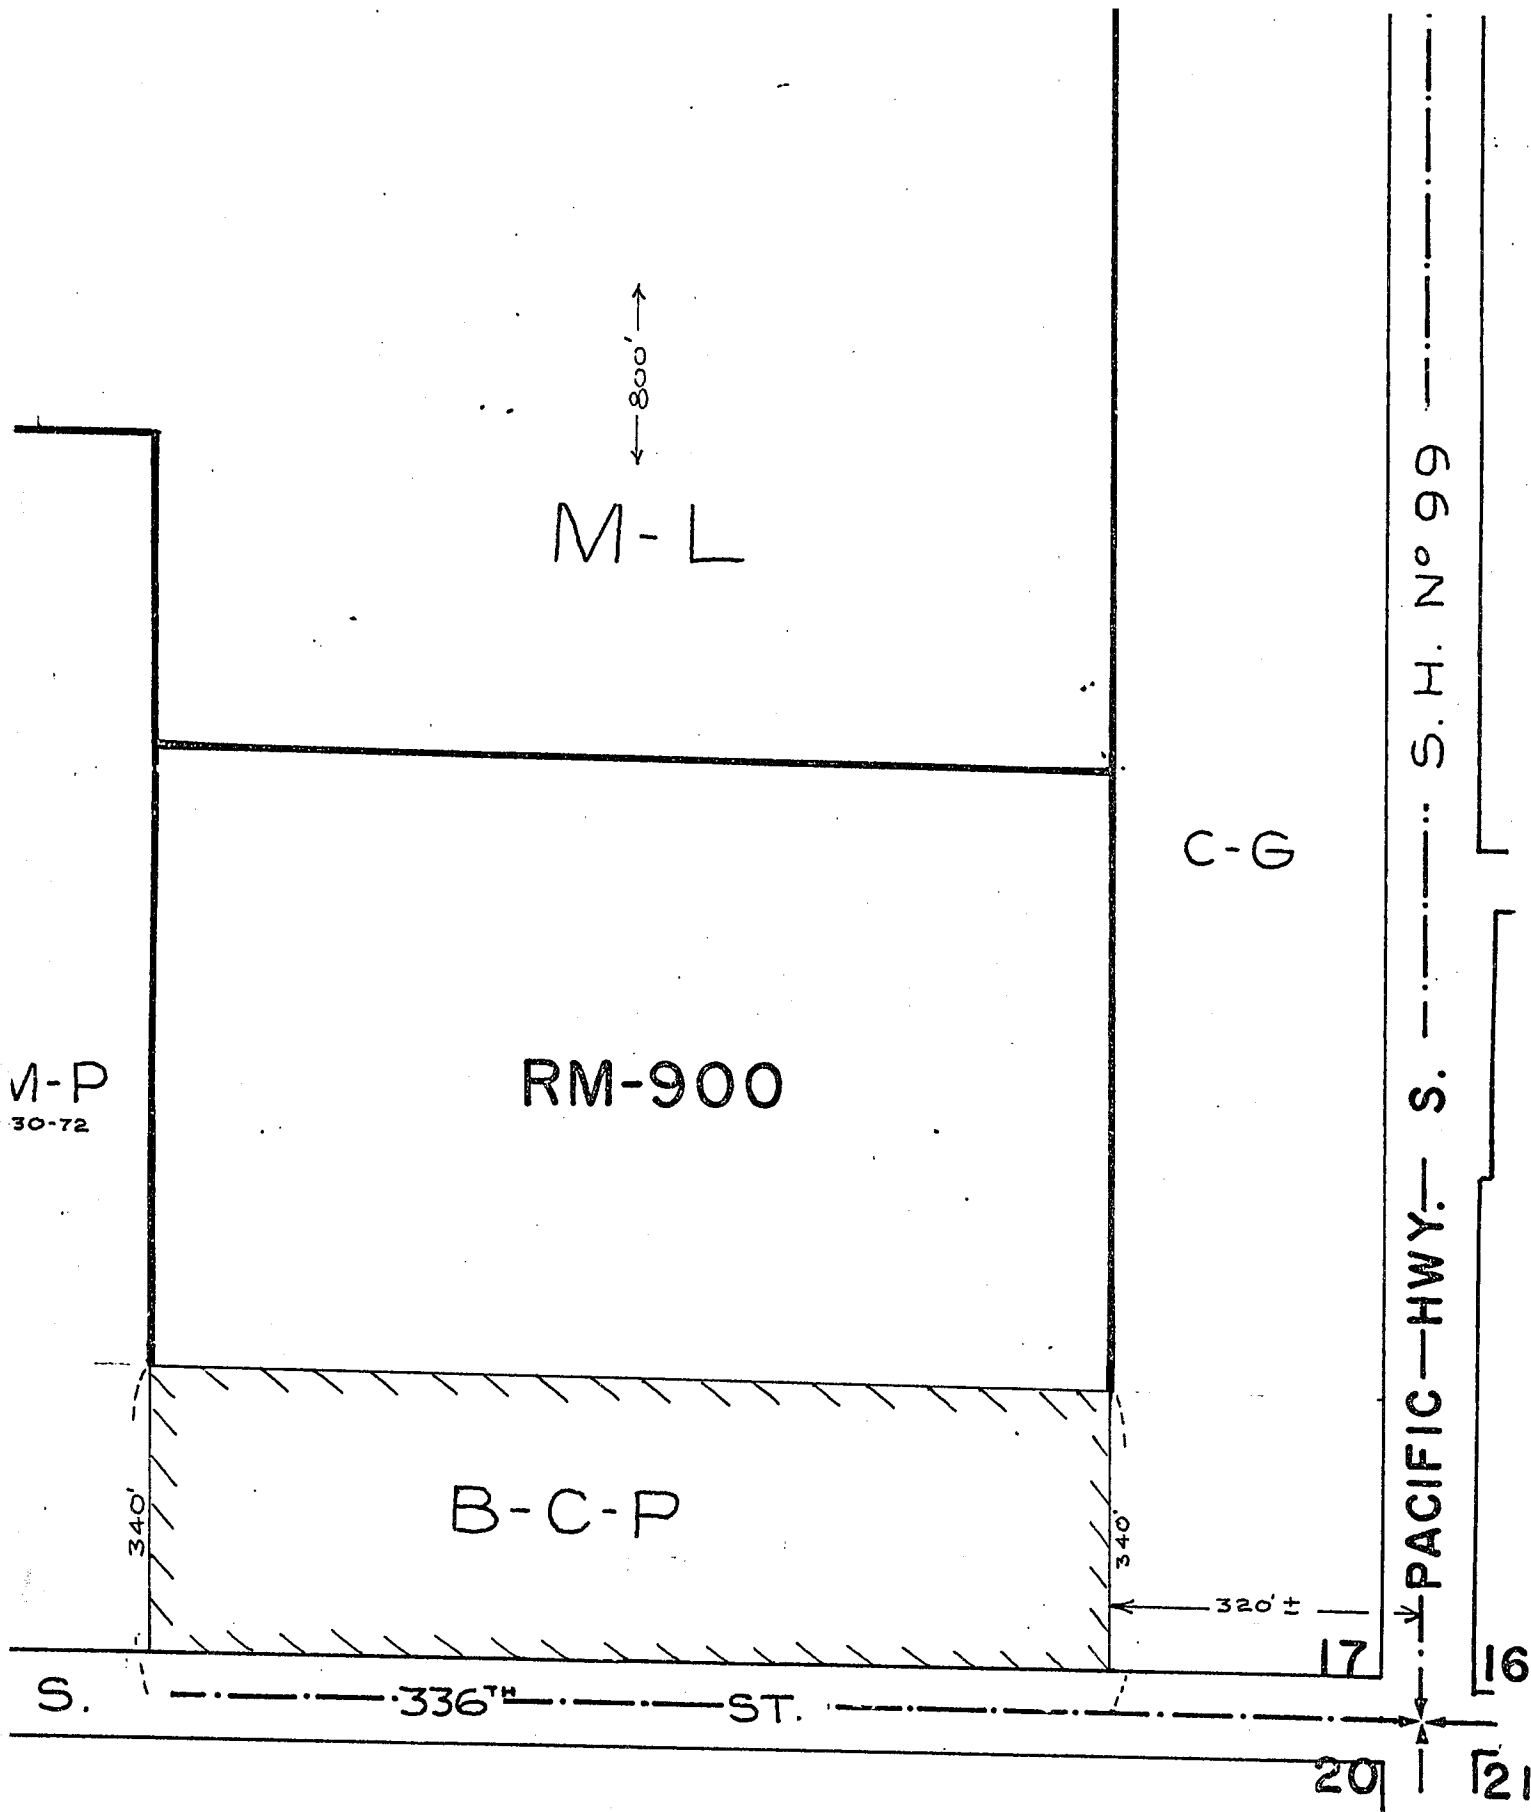 800'
M-L
S. H. Nº 99
C-G
RM-900
M-P
30-72
PACIFIC HWY. S.
B-C-P
340'
340'
320' ±
17
16
S. 336TH ST.
20
21